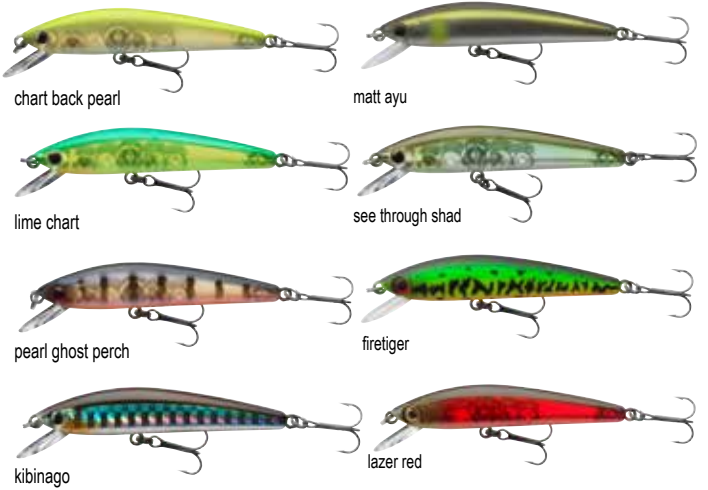 chart back pearl
matt ayu
lime chart
see through shad
pearl ghost perch
firetiger
kibinago
lazer red